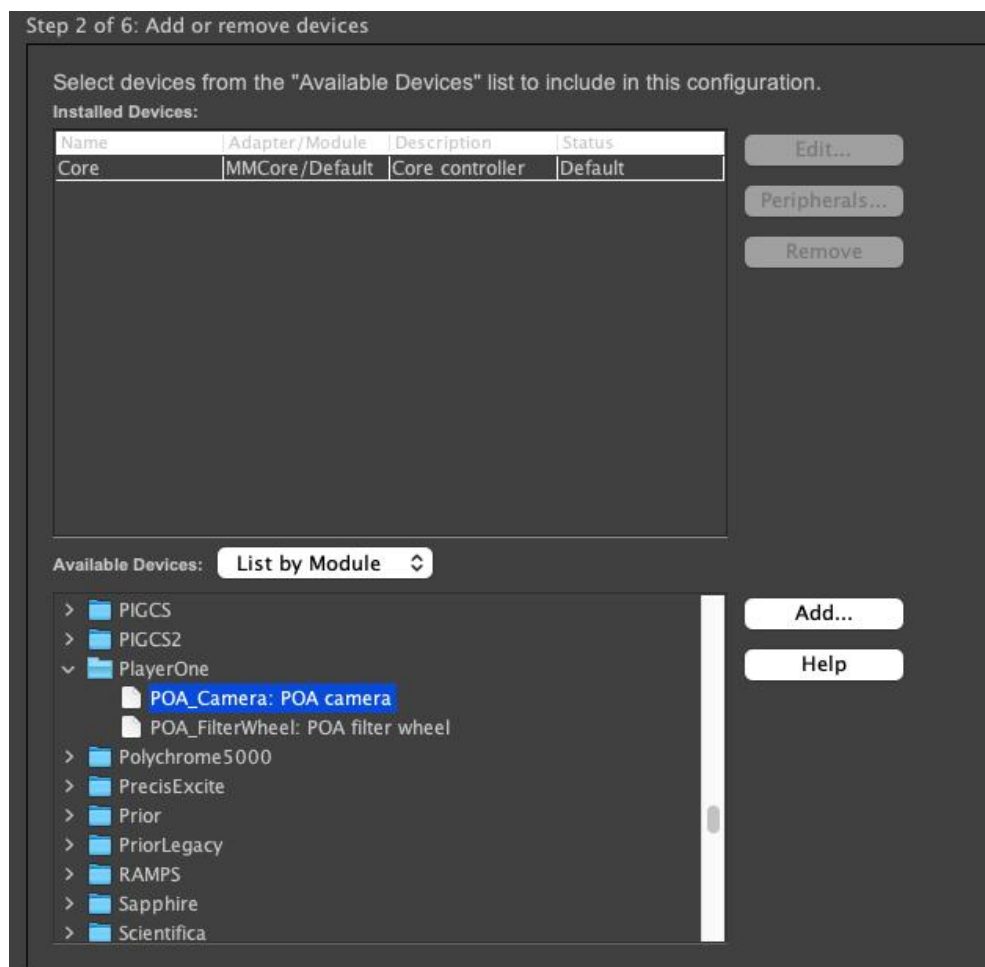 Step 2 of 6: Add or remove devices
Select devices from the "Available Devices" list to include in this configuration.
Installed Devices:
Name Adapter/Module Description Status
Core MMCore/Default Core controller Default
Edit...
Peripherals...
Remove
Available Devices: List by Module
PIGCS
PIGCS2
PlayerOne
POA_Camera: POA camera
POA_FilterWheel: POA filter wheel
Polychrome5000
PrecisExcite
Prior
PriorLegacy
RAMPS
Sapphire
Scientifica
Add...
Help